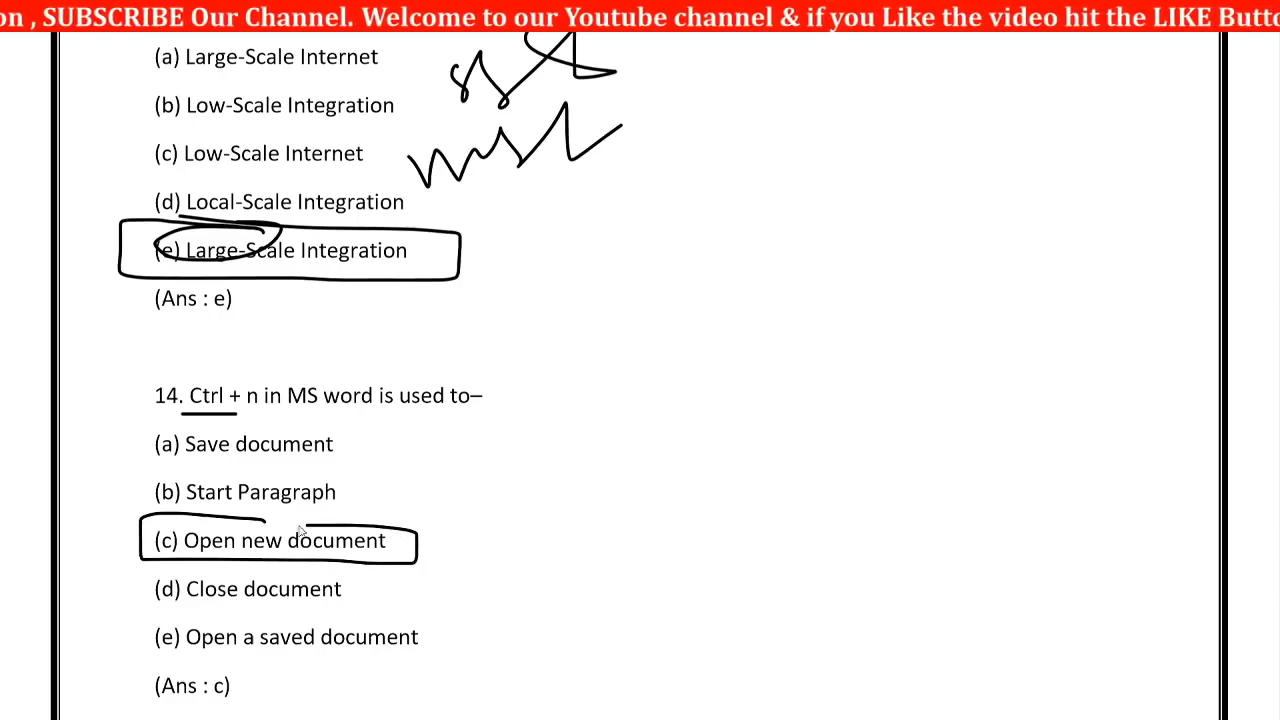 on , SUBSCRIBE Our Channel. Welcome to our Youtube channel & if you Like the video hit the LIKE Butto
(a) Large-Scale Internet
(b) Low-Scale Integration
(c) Low-Scale Internet
(d) Local-Scale Integration
(e) Large-Scale Integration
(Ans : e)
14. Ctrl + n in MS word is used to–
(a) Save document
(b) Start Paragraph
(c) Open new document
(d) Close document
(e) Open a saved document
(Ans : c)